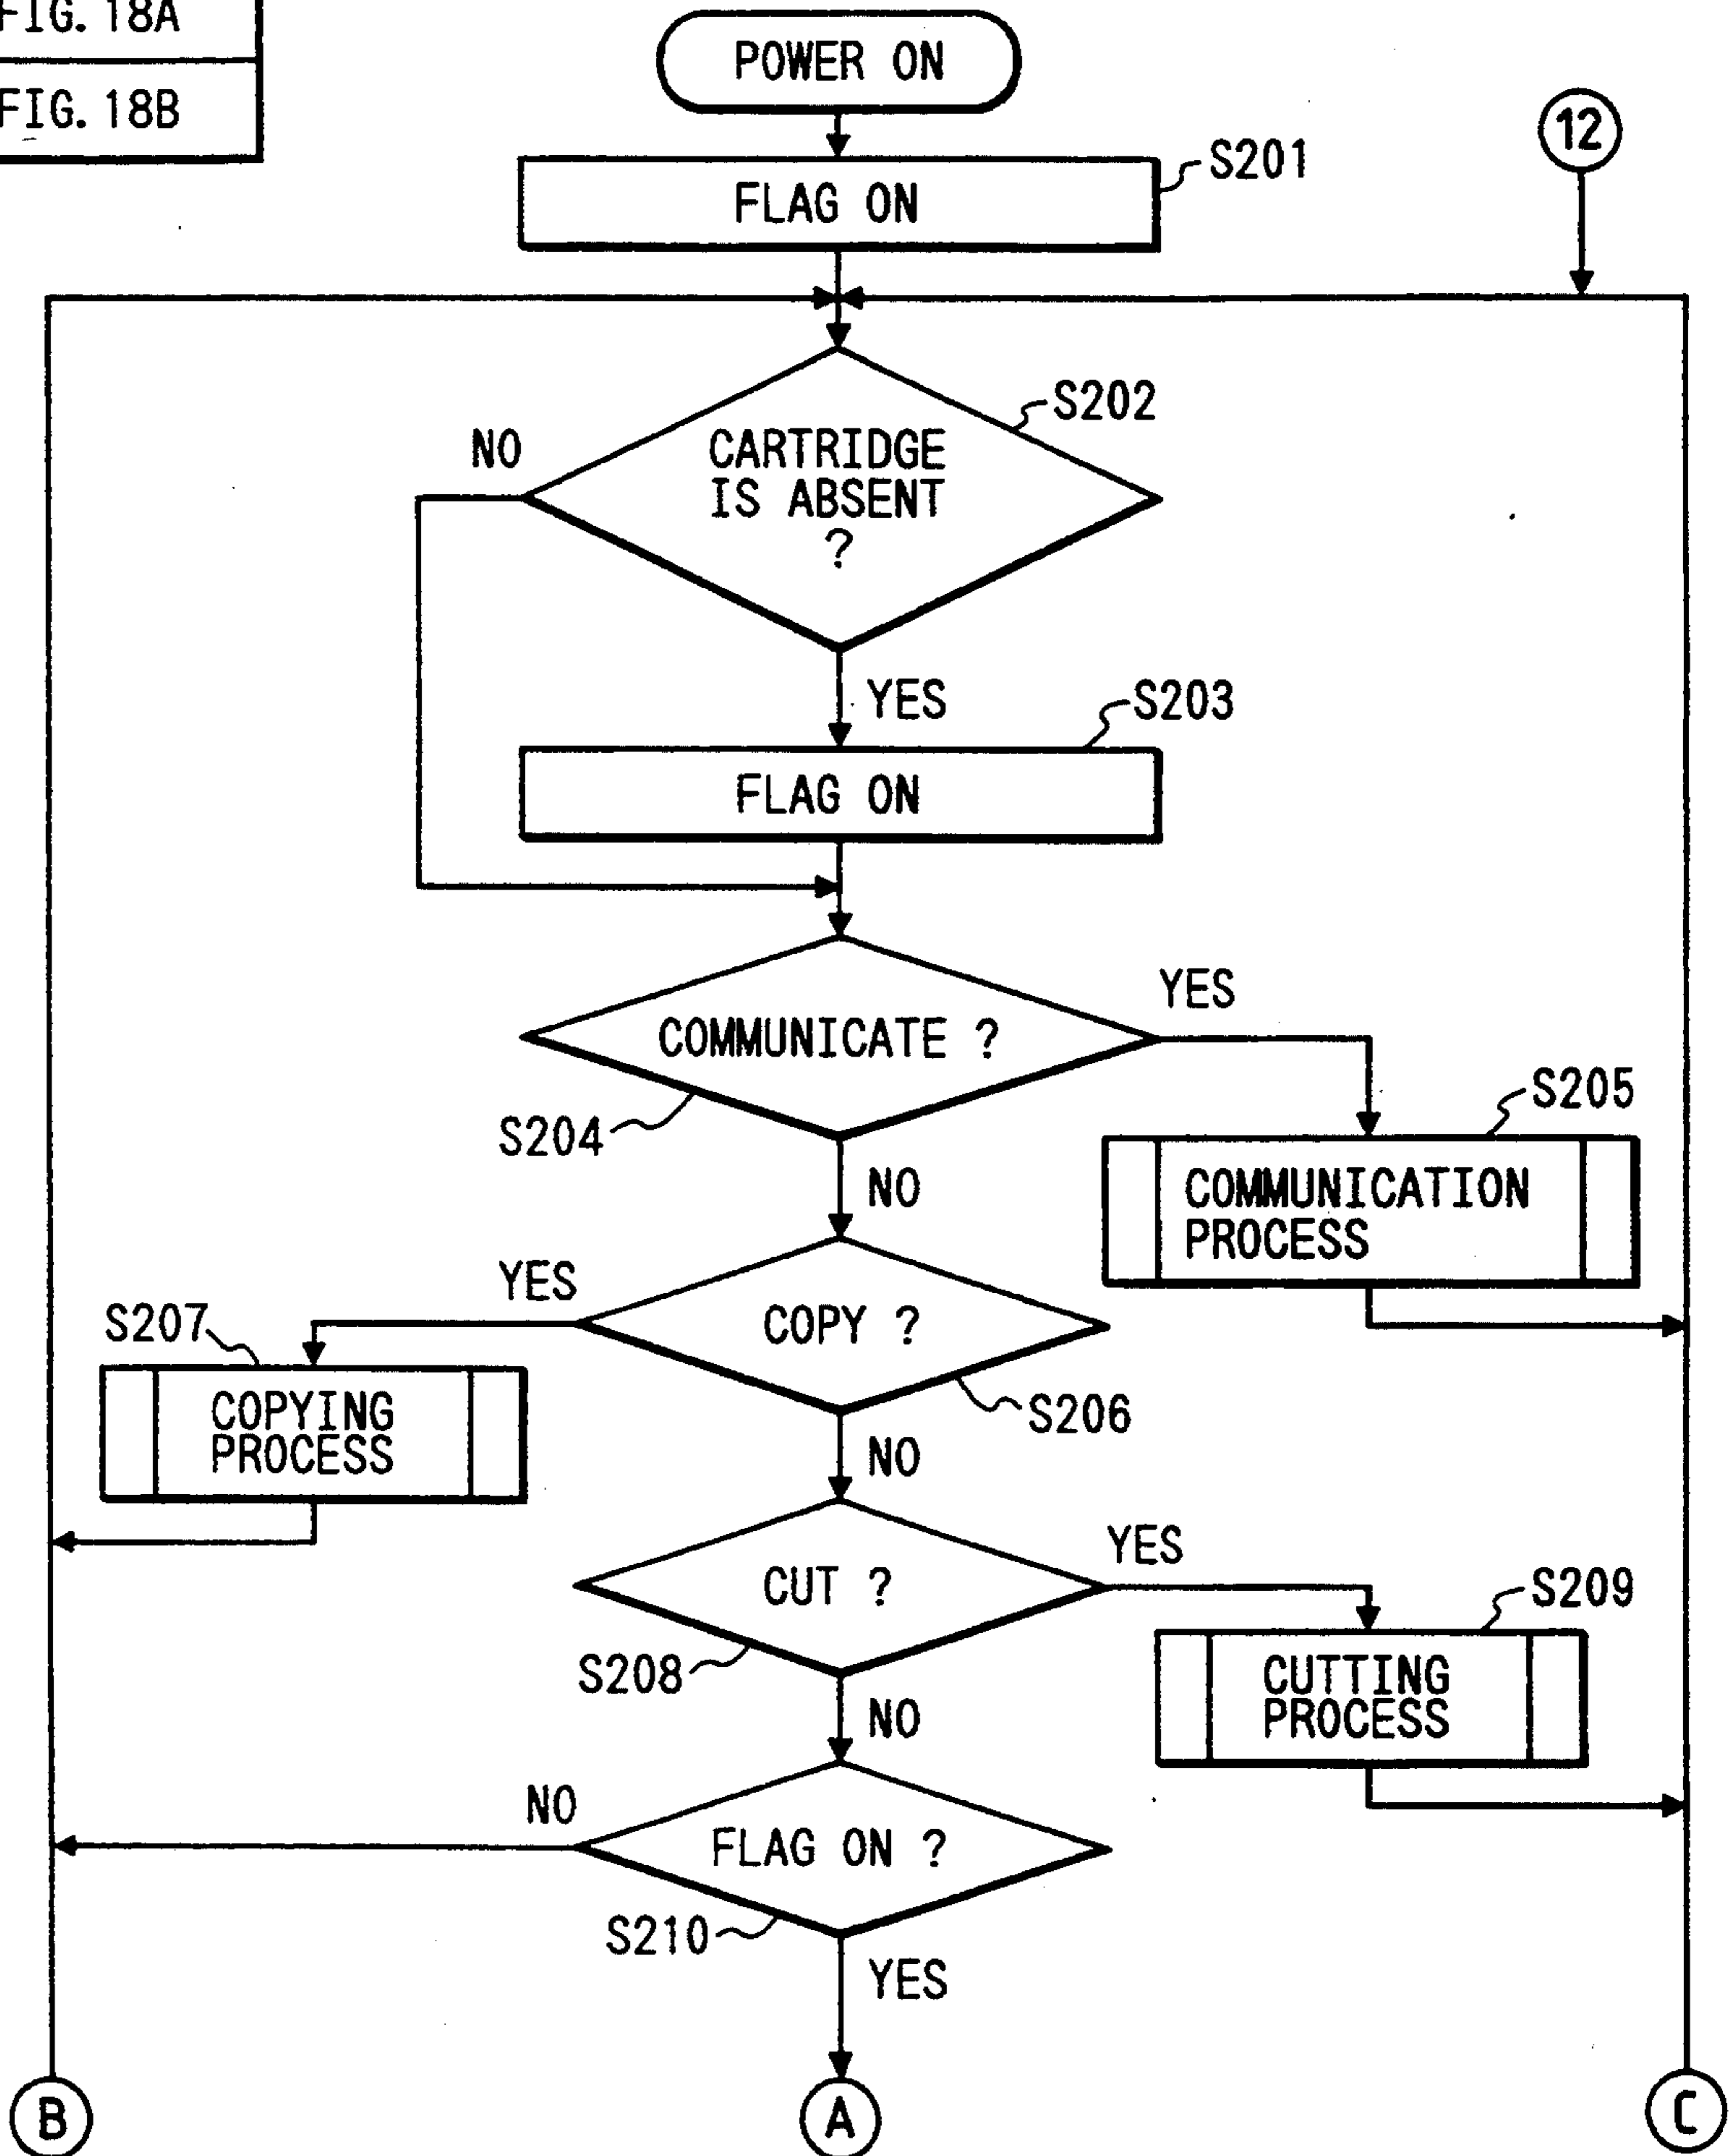 FIG. 18A
FIG. 18B
POWER ON
12
S201
FLAG ON
S202
NO
CARTRIDGE
IS ABSENT
?
YES
S203
FLAG ON
YES
COMMUNICATE ?
S204
S205
NO
COMMUNICATION
PROCESS
YES
S207
COPY ?
S206
COPYING
PROCESS
NO
YES
CUT ?
S209
S208
CUTTING
PROCESS
NO
NO
FLAG ON ?
S210
YES
B
A
C